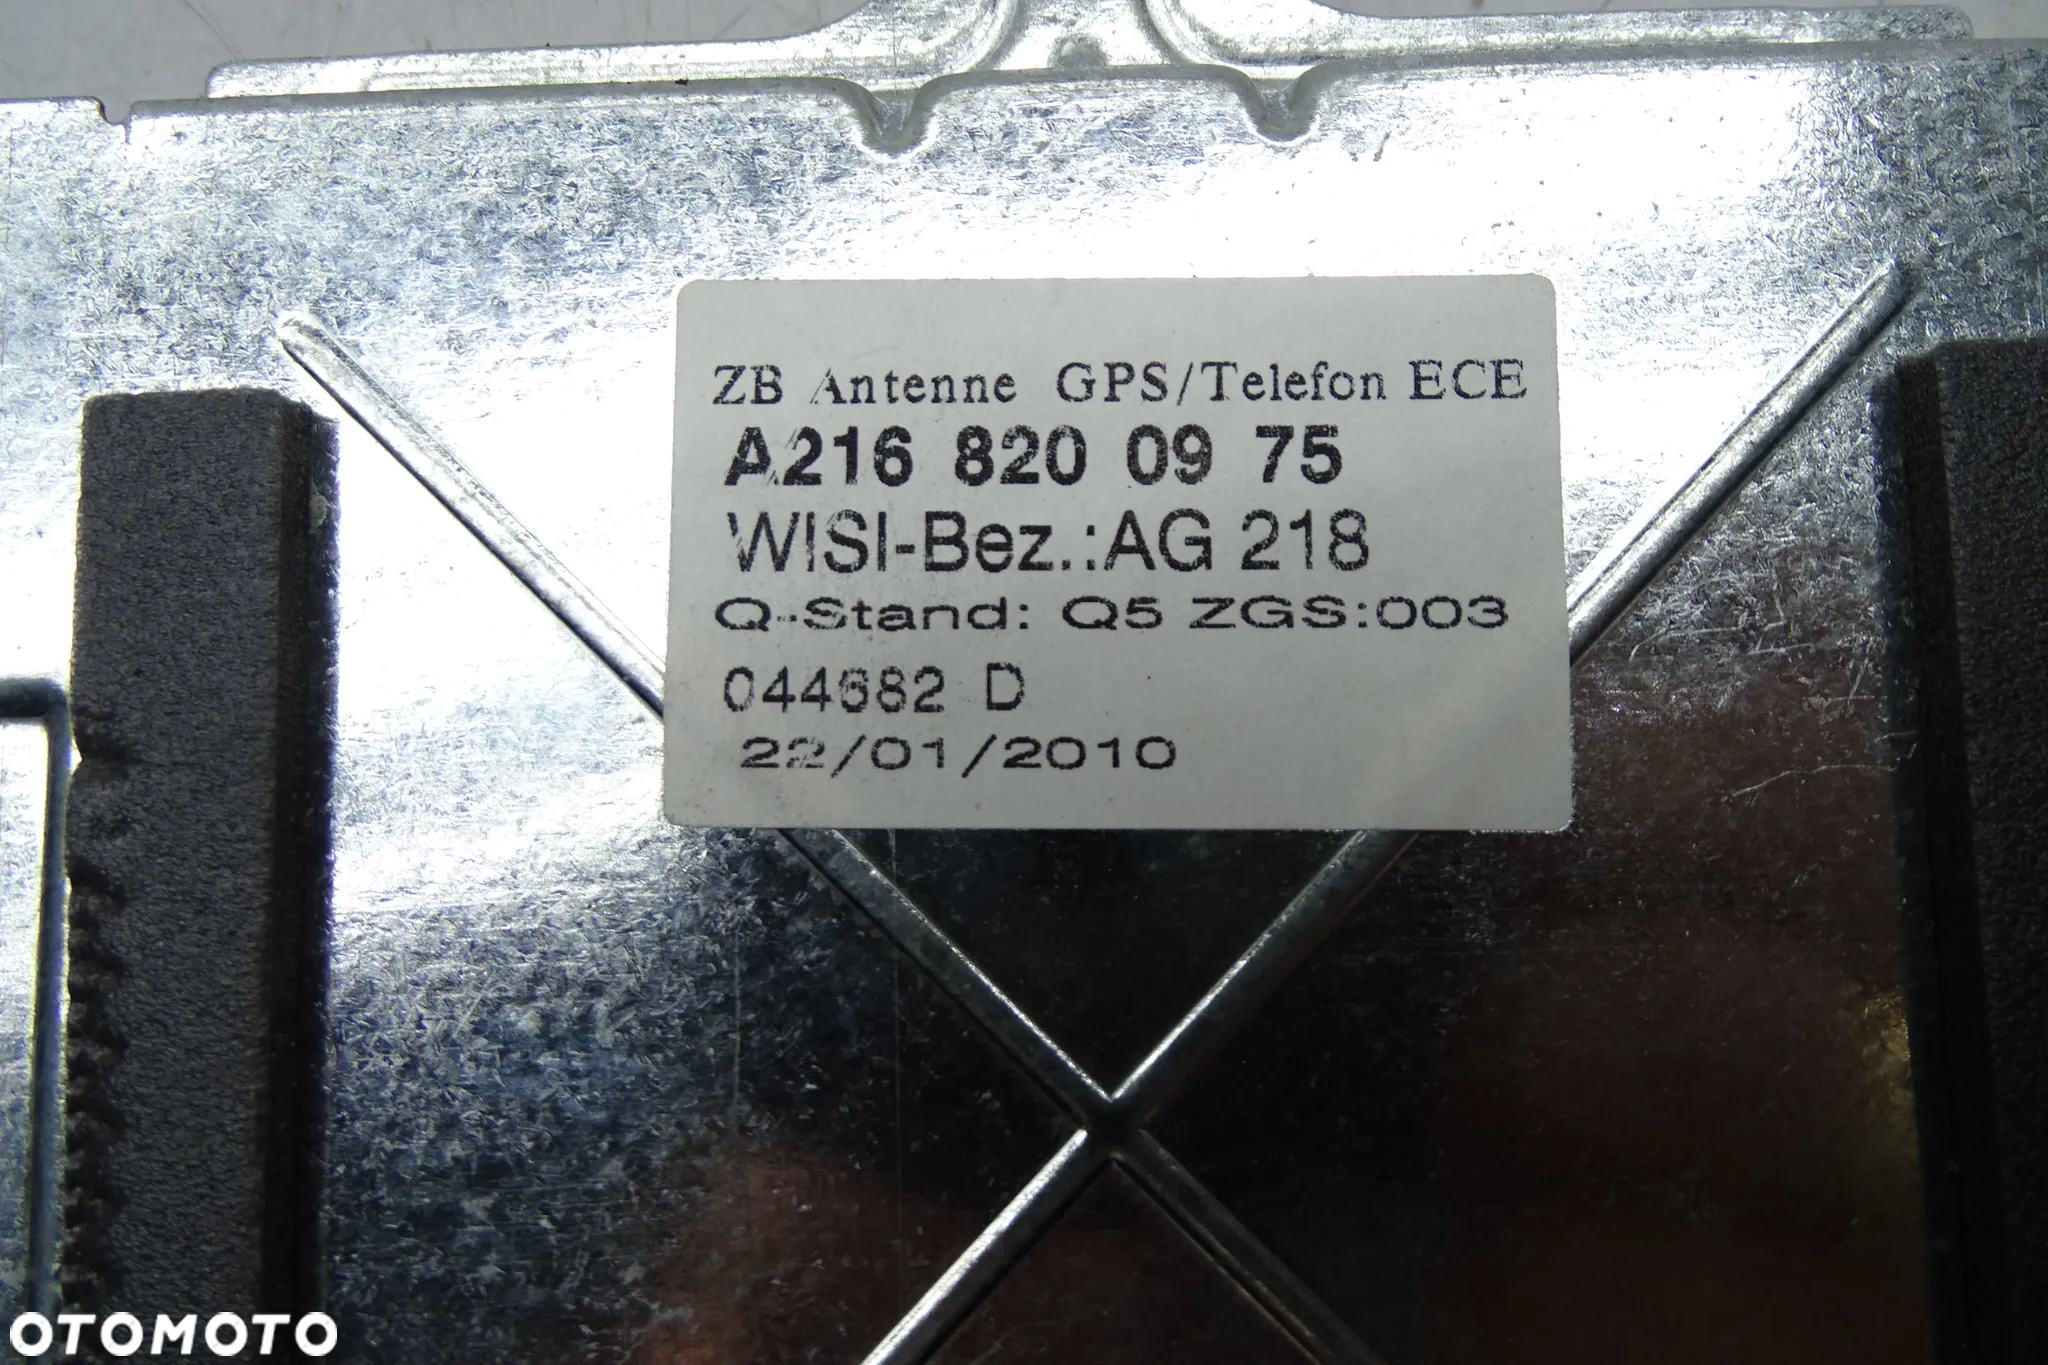 ZB Antenne GPS/Telefon ECE
A216 820 09 75
WISI-Bez.:AG 218
Q-Stand: Q5 ZGS:003
044682 D
22/01/2010
OTOMOTO